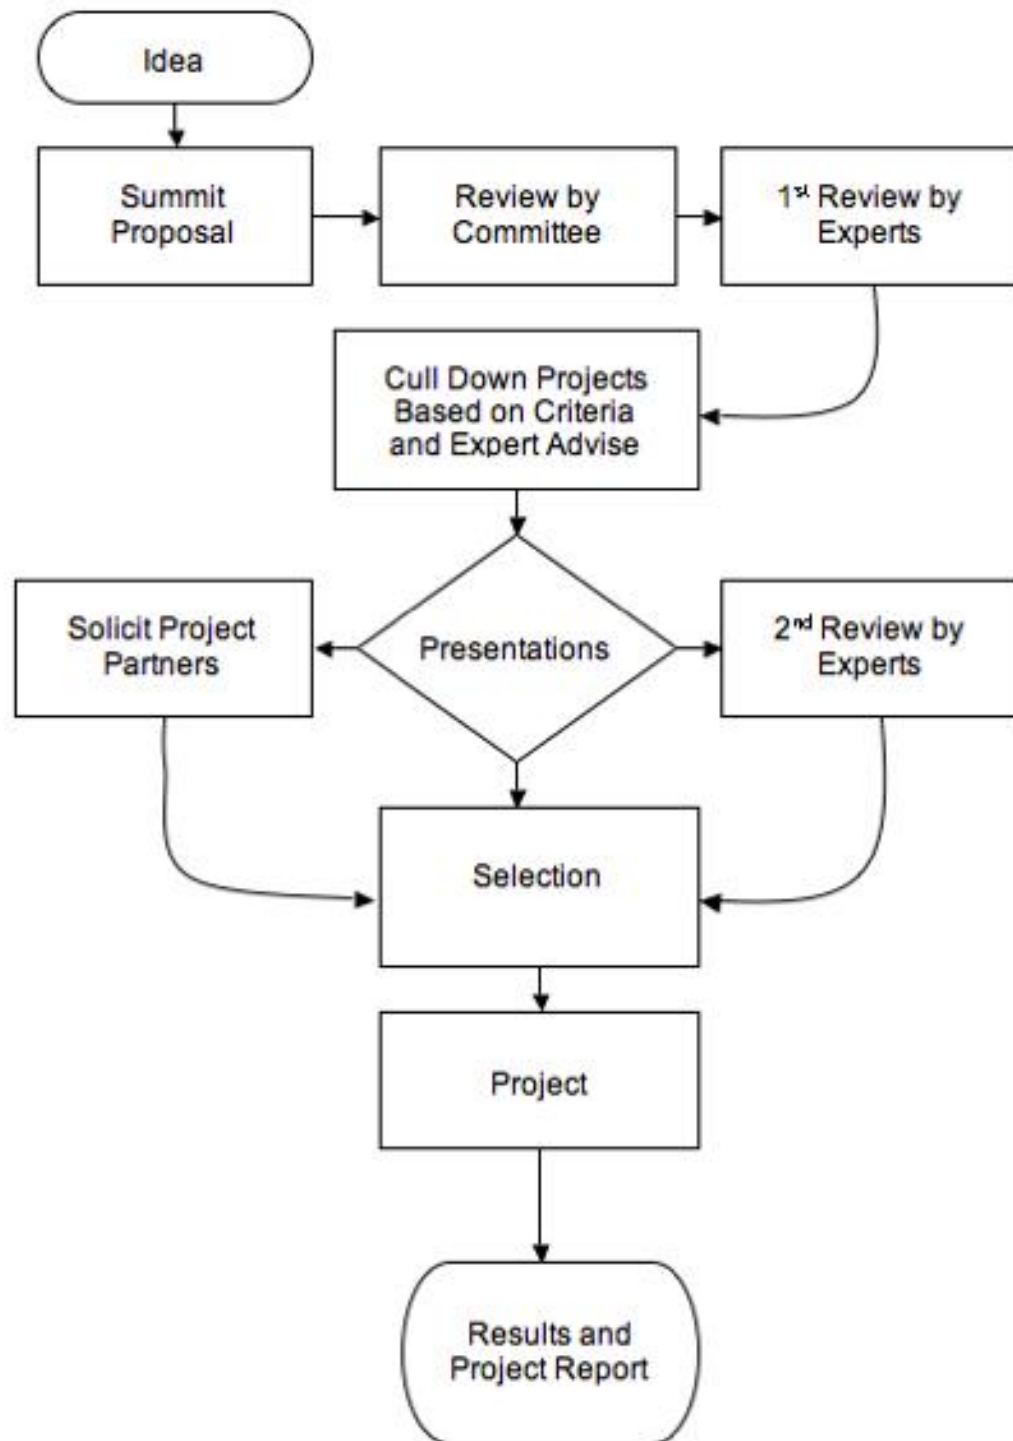 Idea
Summit
Proposal
Review by
Committee
1st Review by
Experts
Cull Down Projects
Based on Criteria
and Expert Advise
Solicit Project
Partners
Presentations
2nd Review by
Experts
Selection
Project
Results and
Project Report